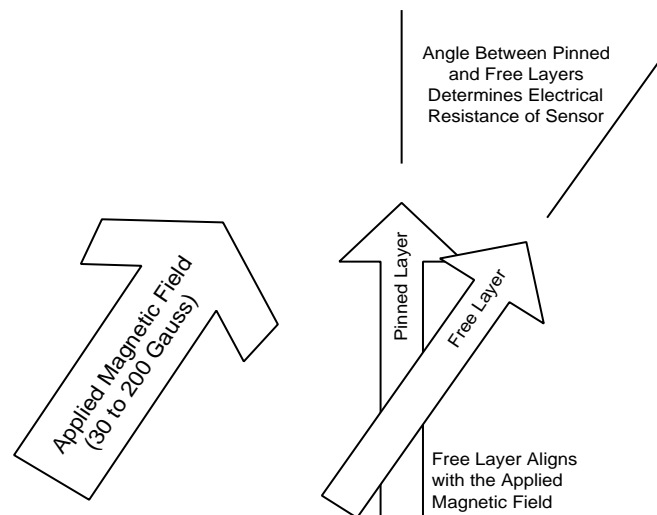 Angle Between Pinned
and Free Layers
Determines Electrical
Resistance of Sensor
Applied Magnetic Field
(30 to 200 Gauss)
Pinned Layer
Free Layer
Free Layer Aligns
with the Applied
Magnetic Field